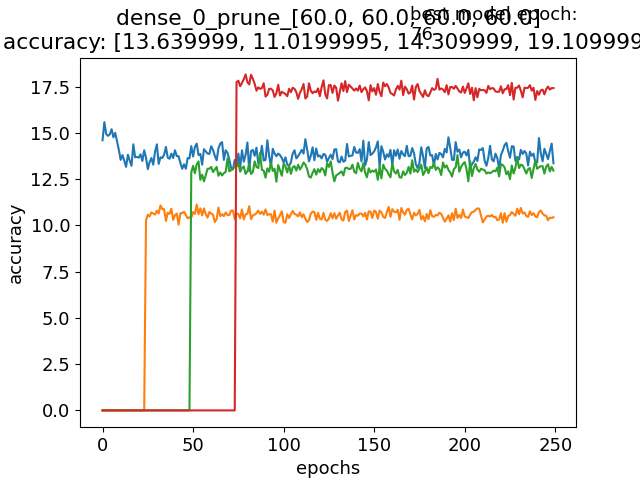 dense_0_prune_[60.0, 60.0, 60.0, 60.0]
best model epoch:
76
accuracy: [13.639999, 11.0199995, 14.309999, 19.109999
17.5
15.0
12.5
10.0
7.5
5.0
2.5
0.0
accuracy
0 50 100 150 200 250
epochs